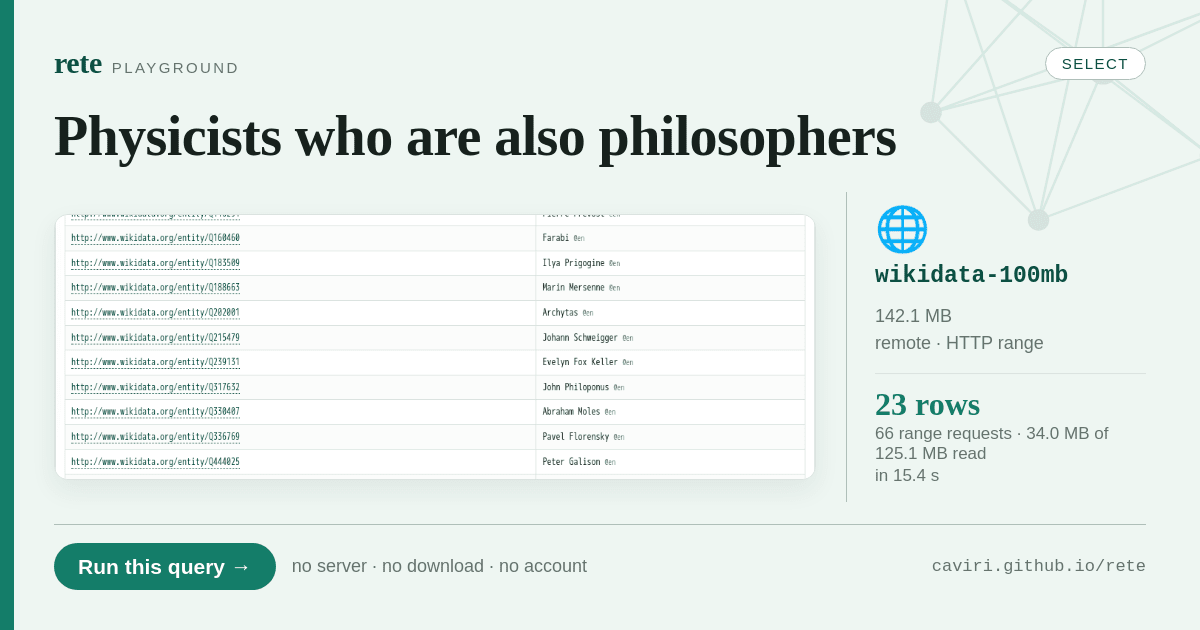 rete PLAYGROUND
SELECT
Physicists who are also philosophers
http://www.wikidata.org/entity/Q160460 Farabi @en
http://www.wikidata.org/entity/Q183509 Ilya Prigogine @en
http://www.wikidata.org/entity/Q188663 Marin Mersenne @en
http://www.wikidata.org/entity/Q202001 Archytas @en
http://www.wikidata.org/entity/Q215479 Johann Schweigger @en
http://www.wikidata.org/entity/Q239131 Evelyn Fox Keller @en
http://www.wikidata.org/entity/Q317632 John Philoponus @en
http://www.wikidata.org/entity/Q330407 Abraham Moles @en
http://www.wikidata.org/entity/Q336769 Pavel Florensky @en
http://www.wikidata.org/entity/Q444025 Peter Galison @en
wikidata-100mb
142.1 MB
remote · HTTP range
23 rows
66 range requests · 34.0 MB of
125.1 MB read
in 15.4 s
Run this query →
no server · no download · no account
caviri.github.io/rete